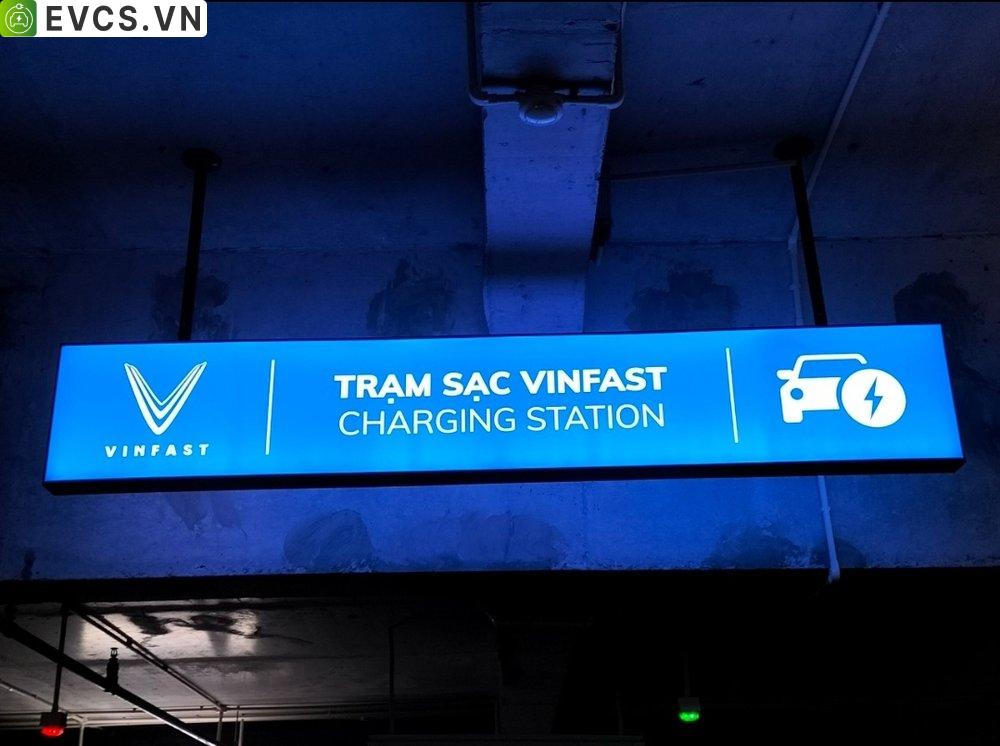 EVCS.VN
VINFAST
TRẠM SẠC VINFAST
CHARGING STATION